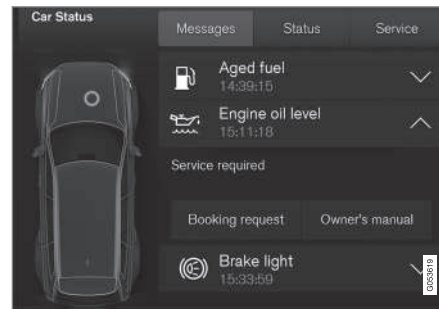 Car Status
Messages Status Service
Aged fuel
14:39:15
Engine oil level
15:11:18
Service required
Booking request Owner's manual
Brake light
15:33:59
G053619